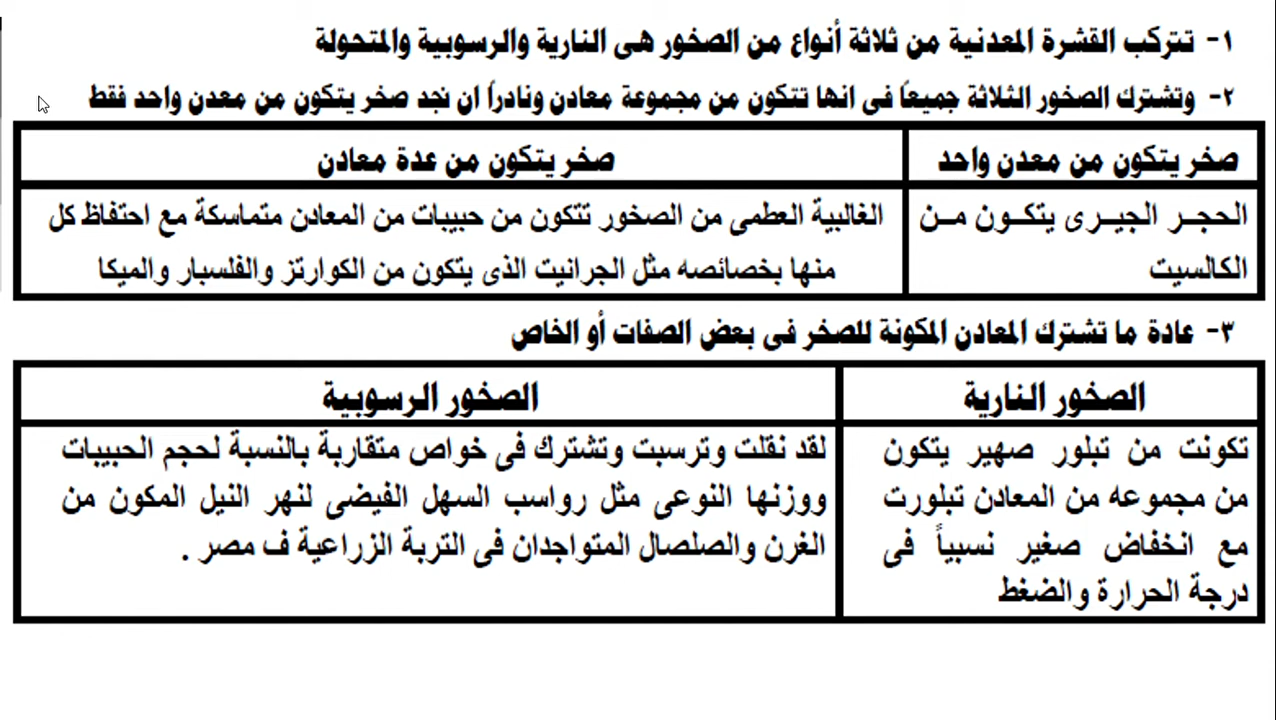 ١- تتركب القشرة المعدنية من ثلاثة أنواع من الصخور هى النارية والرسوبية والمتحولة
٢- وتشترك الصخور الثلاثة جميعاً فى انها تتكون من مجموعة معادن ونادراً ان نجد صخر يتكون من معدن واحد فقط
صخر يتكون من معدن واحد
صخر يتكون من عدة معادن
الحجر الجيرى يتكون من
الكالسيت
الغالبية العظمى من الصخور تتكون من حبيبات من المعادن متماسكة مع احتفاظ كل
منها بخصائصه مثل الجرانيت الذى يتكون من الكوارتز والفلسبار والميكا
٣- عادة ما تشترك المعادن المكونة للصخر فى بعض الصفات أو الخاص
الصخور النارية
الصخور الرسوبية
تكونت من تبلور صهير يتكون
من مجموعه من المعادن تبلورت
مع انخفاض صغير نسبياً فى
درجة الحرارة والضغط
لقد نقلت وترسبت وتشترك فى خواص متقاربة بالنسبة لحجم الحبيبات
ووزنها النوعى مثل رواسب السهل الفيضى لنهر النيل المكون من
الغرن والصلصال المتواجدان فى التربة الزراعية ف مصر .